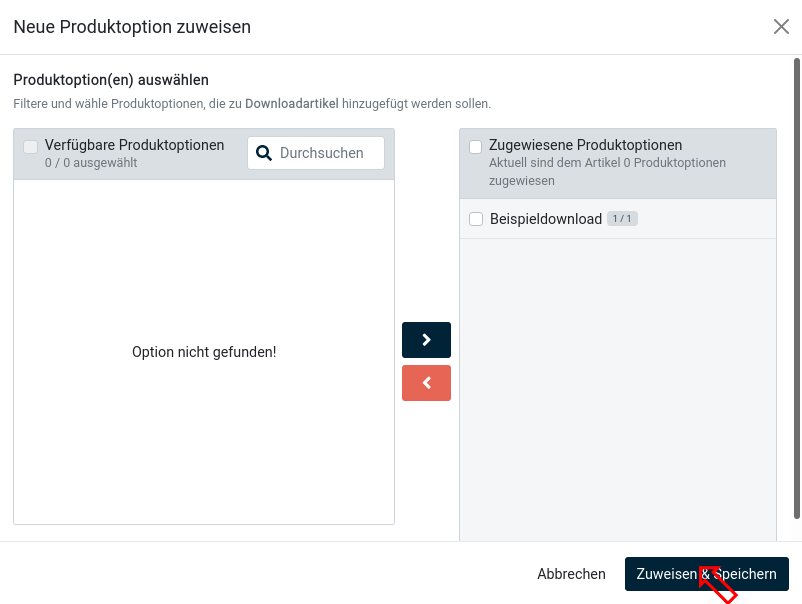 Neue Produktoption zuweisen
Produktoption(en) auswählen
Filtere und wähle Produktoptionen, die zu Downloadartikel hinzugefügt werden sollen.
Verfügbare Produktoptionen
0 / 0 ausgewählt
Durchsuchen
Option nicht gefunden!
Zugewiesene Produktoptionen
Aktuell sind dem Artikel 0 Produktoptionen
zugewiesen
Beispieldownload 1 / 1
Abbrechen
Zuweisen & Speichern